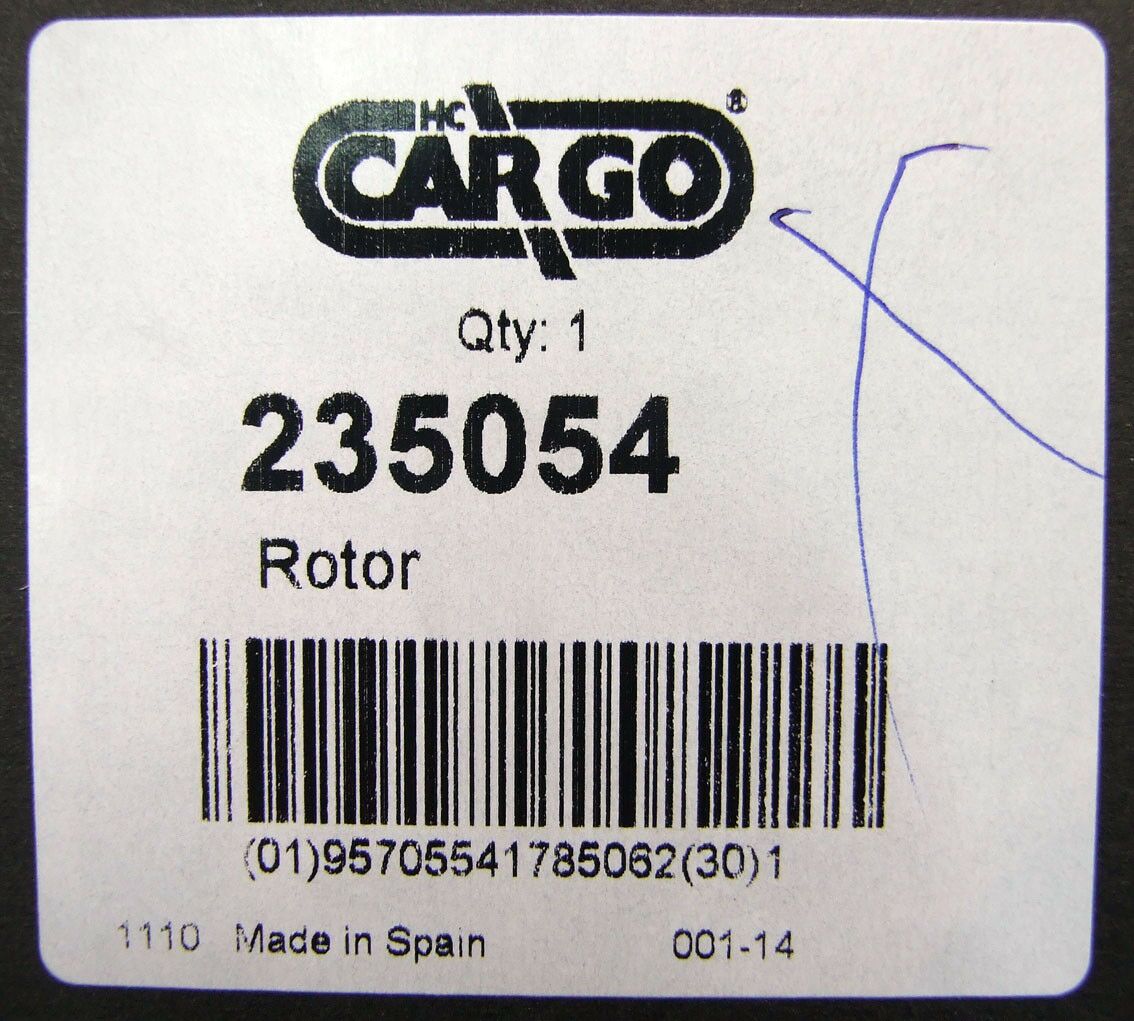 HC
CARGO®
Qty: 1
235054
Rotor
(01)95705541785062(30)1
1110 Made in Spain 001-14